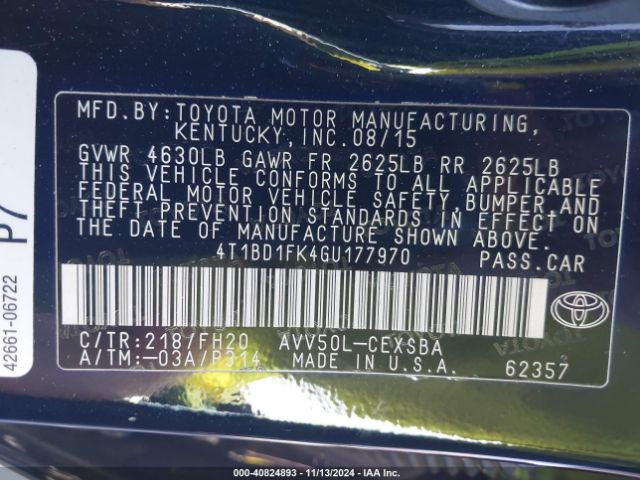 MFD.BY:TOYOTA MOTOR MANUFACTURING,
KENTUCKY,INC.08/15
GVWR 4630LB GAWR FR 2625LB RR 2625LB
THIS VEHICLE CONFORMS TO ALL APPLICABLE
FEDERAL MOTOR VEHICLE SAFETY,BUMPER AND
THEFT PREVENTION STANDARDS IN EFFECT ON
THE DATE OF MANUFACTURE SHOWN ABOVE.
4T1BD1FK4GU177970 PASS.CAR
C/TR:218/FH20 AVV50L-CEXSBA
A/TM:-03A/P314 MADE IN U.S.A.
62357
TOYOTA
42661-06722
P7
000-40824893 - 11/13/2024 - IAA Inc.